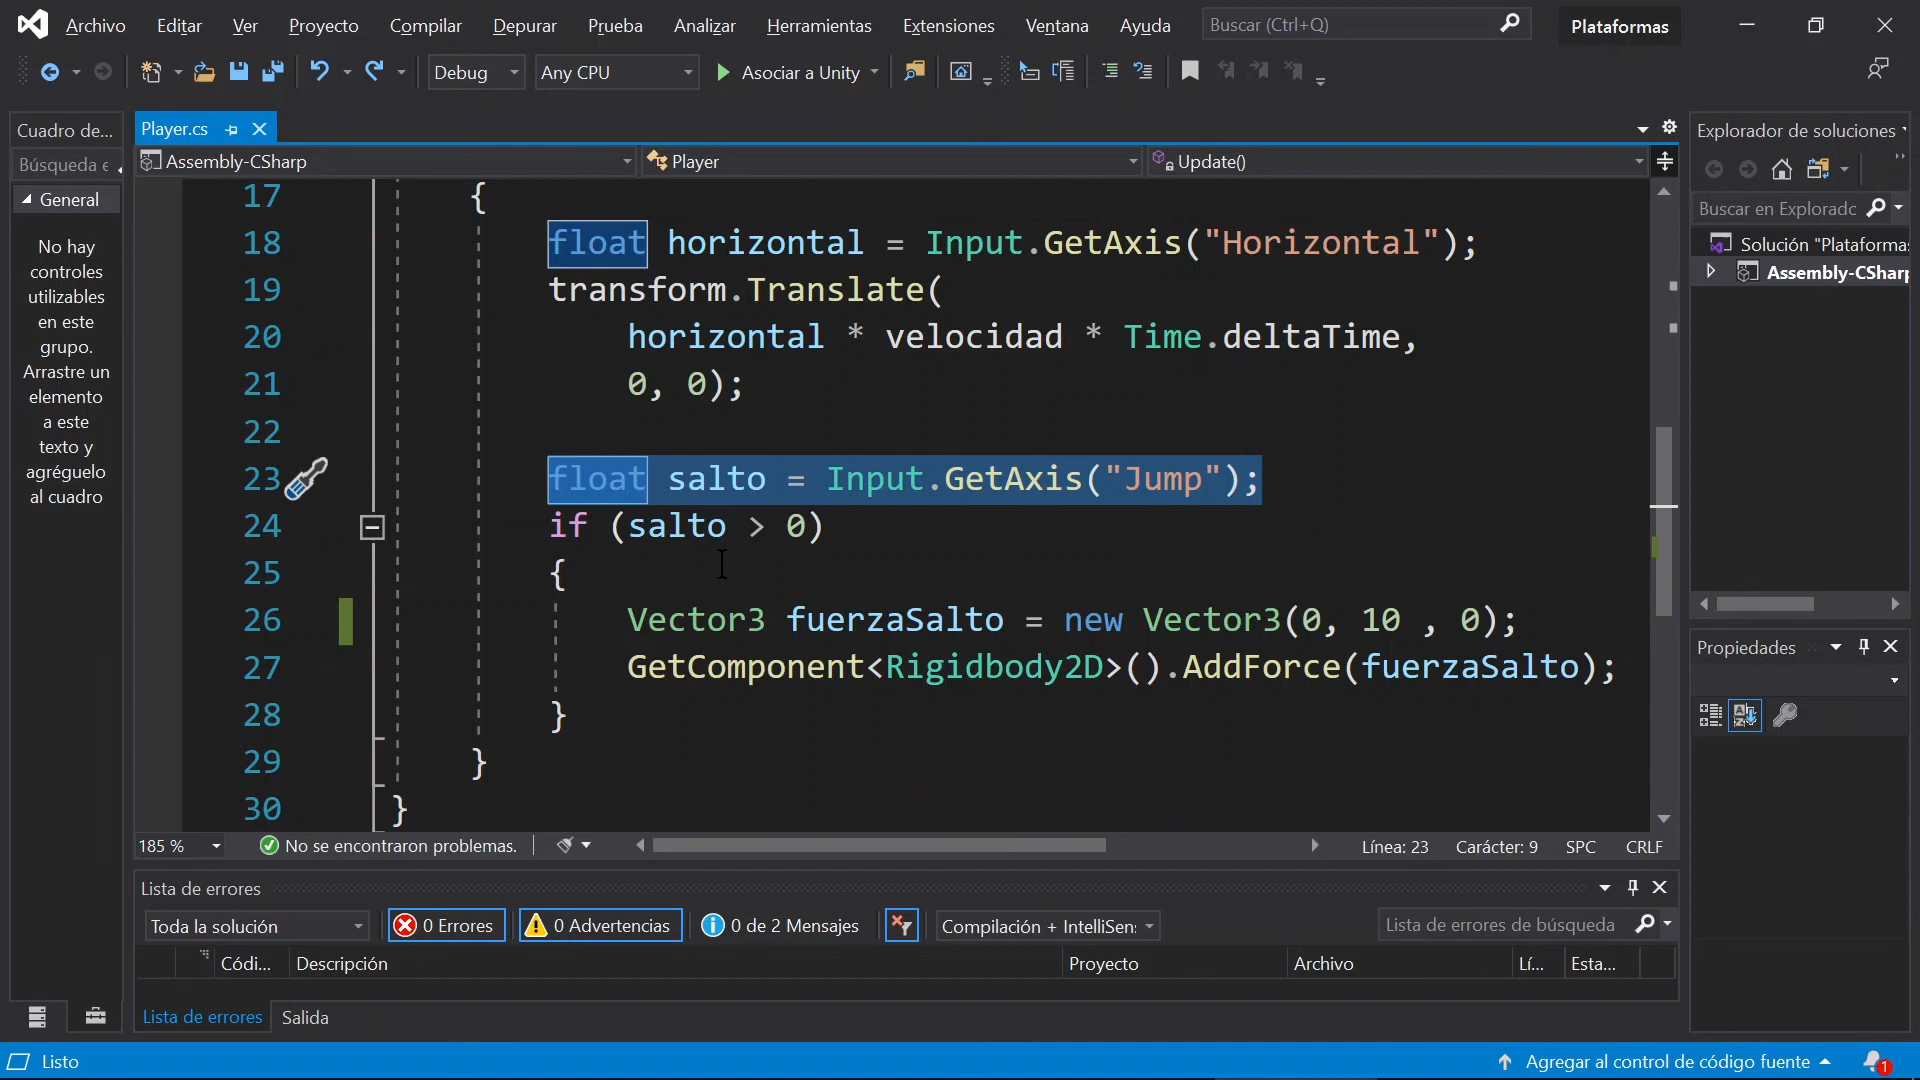 Archivo Editar Ver Proyecto Compilar Depurar Prueba Analizar Herramientas Extensiones Ventana Ayuda Buscar (Ctrl+Q) Plataformas
Debug Any CPU Asociar a Unity
Cuadro de...
Búsqueda e
General
No hay
controles
utilizables
en este
grupo.
Arrastre un
elemento
a este
texto y
agréguelo
al cuadro
Player.cs
Assembly-CSharp Player Update()
17 {
18 float horizontal = Input.GetAxis("Horizontal");
19 transform.Translate(
20 horizontal * velocidad * Time.deltaTime,
21 0, 0);
22
23 float salto = Input.GetAxis("Jump");
24 if (salto > 0)
25 {
26 Vector3 fuerzaSalto = new Vector3(0, 10 , 0);
27 GetComponent<Rigidbody2D>().AddForce(fuerzaSalto);
28 }
29 }
30 }
185 % No se encontraron problemas. Línea: 23 Carácter: 9 SPC CRLF
Lista de errores
Toda la solución 0 Errores 0 Advertencias 0 de 2 Mensajes Compilación + IntelliSen: Lista de errores de búsqueda
Códi... Descripción Proyecto Archivo Lí... Esta...
Lista de errores Salida
Explorador de soluciones
Buscar en Explorado
Solución "Plataformas
Assembly-CSharp
Propiedades
Listo Agregar al control de código fuente 1